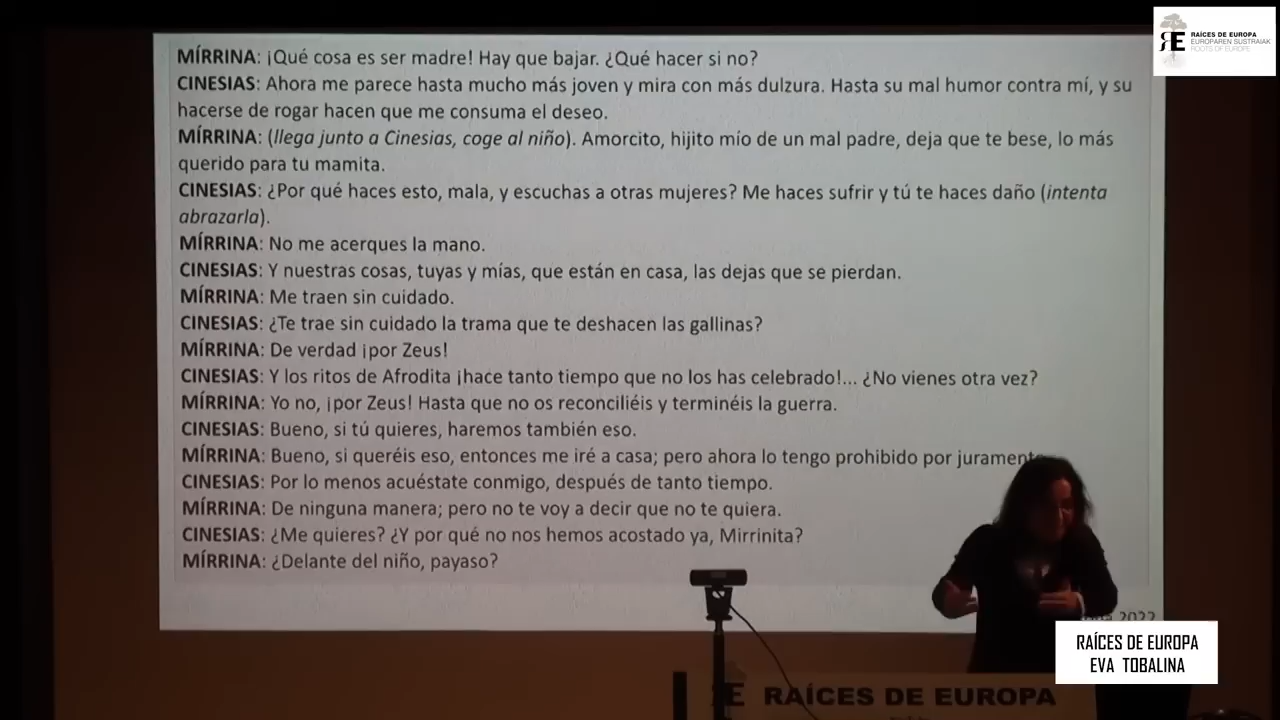 RAÍCES DE EUROPA
EUROPAREN SUSTRAIAK
ROOTS OF EUROPE
RE
MÍRRINA: ¡Qué cosa es ser madre! Hay que bajar. ¿Qué hacer si no?
CINESIAS: Ahora me parece hasta mucho más joven y mira con más dulzura. Hasta su mal humor contra mí, y su
hacerse de rogar hacen que me consuma el deseo.
MÍRRINA: (llega junto a Cinesias, coge al niño). Amorcito, hijito mío de un mal padre, deja que te bese, lo más
querido para tu mamita.
CINESIAS: ¿Por qué haces esto, mala, y escuchas a otras mujeres? Me haces sufrir y tú te haces daño (intenta
abrazarla).
MÍRRINA: No me acerques la mano.
CINESIAS: Y nuestras cosas, tuyas y mías, que están en casa, las dejas que se pierdan.
MÍRRINA: Me traen sin cuidado.
CINESIAS: ¿Te trae sin cuidado la trama que te deshacen las gallinas?
MÍRRINA: De verdad ¡por Zeus!
CINESIAS: Y los ritos de Afrodita ¡hace tanto tiempo que no los has celebrado!... ¿No vienes otra vez?
MÍRRINA: Yo no, ¡por Zeus! Hasta que no os reconciliéis y terminéis la guerra.
CINESIAS: Bueno, si tú quieres, haremos también eso.
MÍRRINA: Bueno, si queréis eso, entonces me iré a casa; pero ahora lo tengo prohibido por
CINESIAS: Por lo menos acuéstate conmigo, después de tanto tiempo.
MÍRRINA: De ninguna manera; pero no te voy a decir que no te quiera.
CINESIAS: ¿Me quieres? ¿Y por qué no nos hemos acostado ya, Mirrinita?
MÍRRINA: ¿Delante del niño, payaso?
2022
RAÍCES DE EUROPA
EVA TOBALINA
RE RAÍCES DE EUROPA